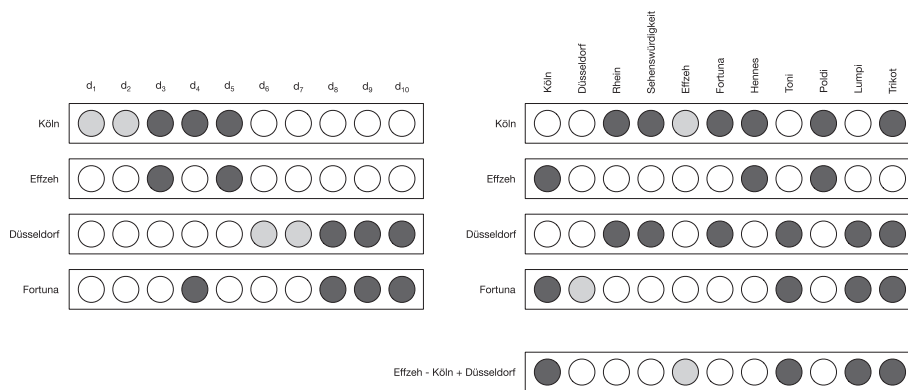 d1 d2 d3 d4 d5 d6 d7 d8 d9 d10
Köln
Effzeh
Düsseldorf
Fortuna
Köln Düsseldorf Rhein Sehenswürdigkeit Effzeh Fortuna Hennes Toni Poldi Lumpi Trikot
Köln
Effzeh
Düsseldorf
Fortuna
Effzeh - Köln + Düsseldorf